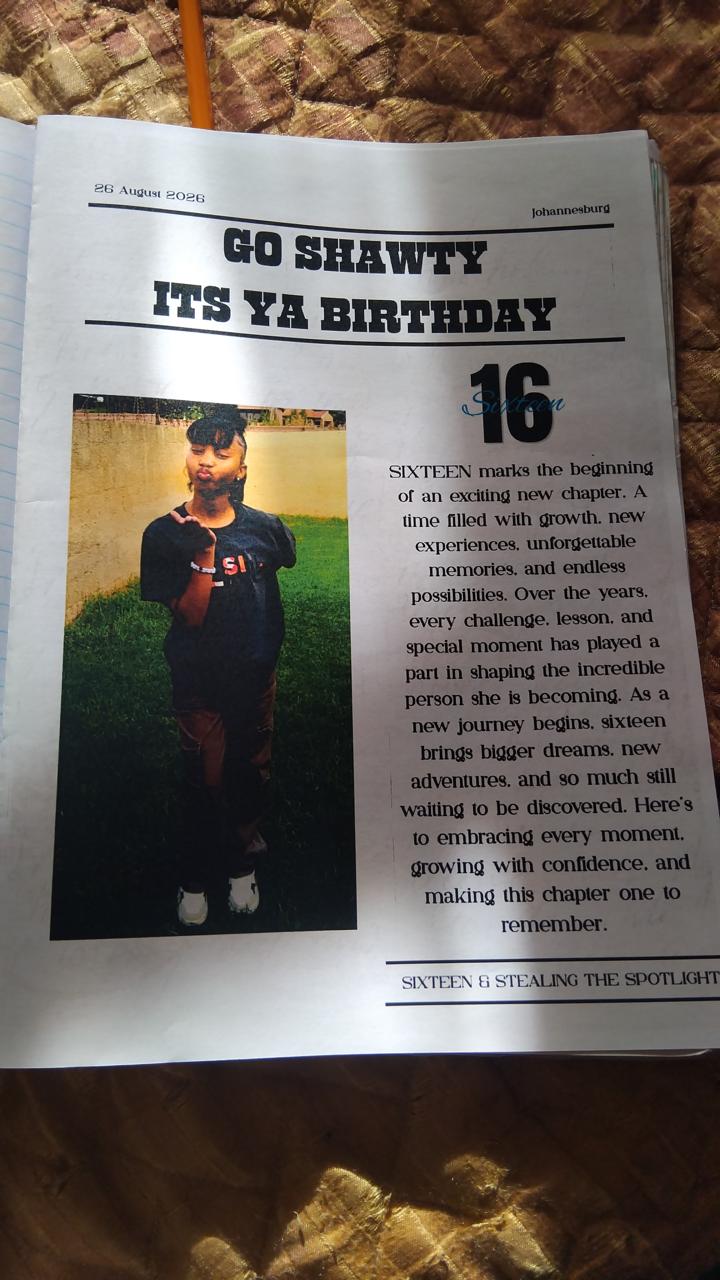 26 August 2026
Johannesburg
GO SHAWTY
ITS YA BIRTHDAY
16
Sixteen
SIXTEEN marks the beginning
of an exciting new chapter. A
time filled with growth, new
experiences, unforgettable
memories, and endless
possibilities. Over the years,
every challenge, lesson, and
special moment has played a
part in shaping the incredible
person she is becoming. As a
new journey begins, sixteen
brings bigger dreams, new
adventures, and so much still
waiting to be discovered. Here's
to embracing every moment,
growing with confidence, and
making this chapter one to
remember.
SIXTEEN & STEALING THE SPOTLIGHT